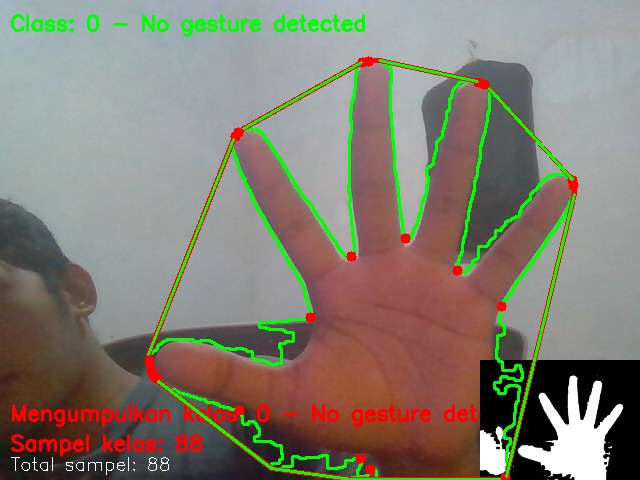 Class: 0 - No gesture detected
Mengumpulkan kelas: 0 - No gesture det
Sampel kelas: 88
Total sampel: 88